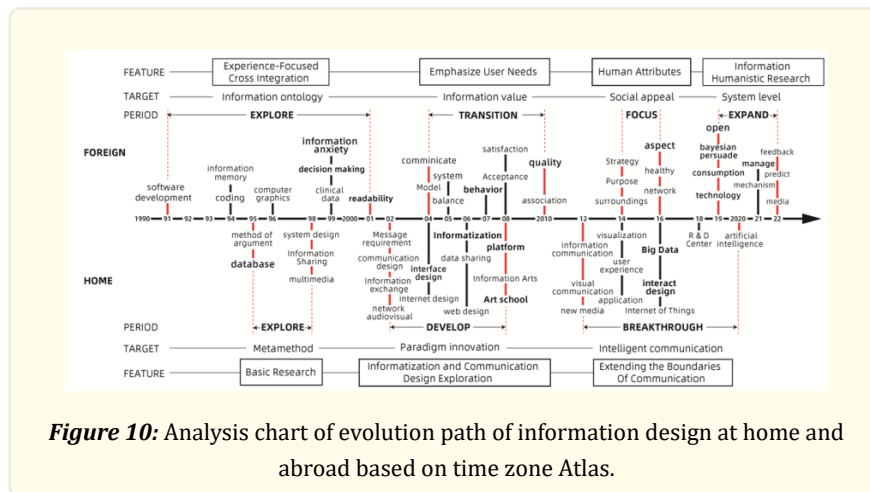 FEATURE
Experience-Focused
Cross Integration
Emphasize User Needs
Human Attributes
Information
Humanistic Research
TARGET
Information ontology
Information value
Social appeal
System level
PERIOD
EXPLORE
TRANSITION
FOCUS
EXPAND
FOREIGN
software
development
information
memory
coding
computer
graphics
information
anxiety
decision making
clinical
data
readability
comminicate
Model
system
balance
behavior
satisfaction
Acceptance
quality
association
Strategy
Purpose
surroundings
aspect
healthy
network
open
bayesian
persuade
consumption
technology
manage
mechanism
feedback
predict
media
1990 91 92 93 94 95 96 98 99 2000 01 02 04 05 06 07 08 2010 12 14 16 18 19 2020 21 22
HOME
method of
argument
database
system design
Information
Sharing
multimedia
Message
requirement
communication
design
Information
exchange
network
audiovisual
interface
design
internet design
Informatization
data sharing
web design
platform
Information Arts
Art school
information
communication
visual
communication
new media
visualization
user
experience
application
Big Data
interact
design
Internet of Things
R & D
Center
artificial
intelligence
PERIOD
EXPLORE
DEVELOP
BREAKTHROUGH
TARGET
Metamethod
Paradigm innovation
Intelligent communication
FEATURE
Basic Research
Informatization and Communication
Design Exploration
Extending the Boundaries
Of Communication
Figure 10: Analysis chart of evolution path of information design at home and
abroad based on time zone Atlas.